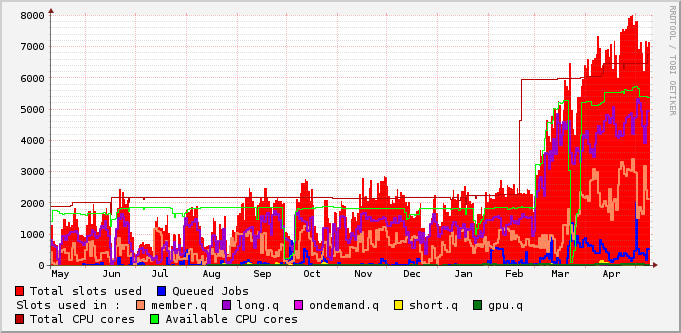 8000
7000
6000
5000
4000
3000
2000
1000
0
May Jun Jul Aug Sep Oct Nov Dec Jan Feb Mar Apr
RRDTOOL / TOBI OETIKER
Total slots used Queued Jobs
Slots used in : member.q long.q ondemand.q short.q gpu.q
Total CPU cores Available CPU cores